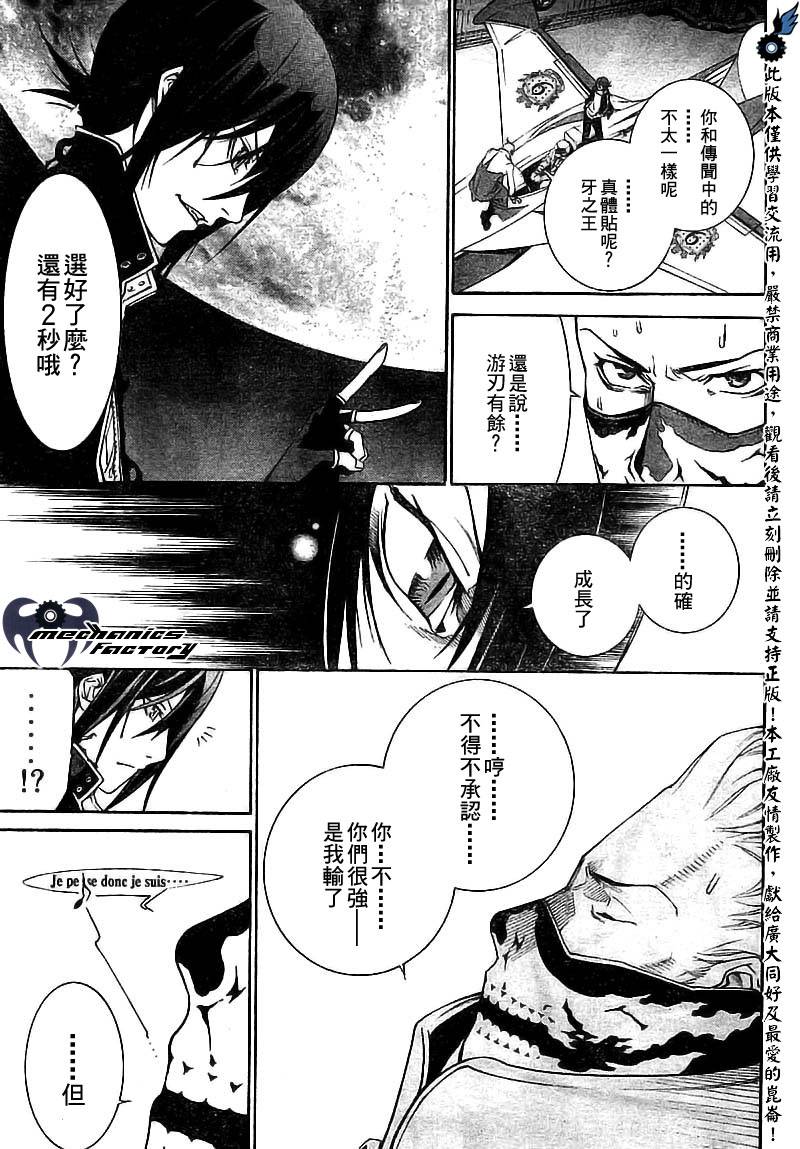 你和傳聞中的
不太一樣呢
……
真體貼呢?
牙之王
還是說……
游刃有餘?
選好了麼?
還有2秒哦
……的確
……
成長了
……哼……
不得不承認……
你…不……
你們很強
是我輸了——
……!?
Je pe se donc je suis····
……但
mechanics
factory
此版本僅供學習交流用,嚴禁商業用途,觀看後請立刻刪除並請支持正版!本工廠友情製作,獻給廣大同好及最愛的崑崙!